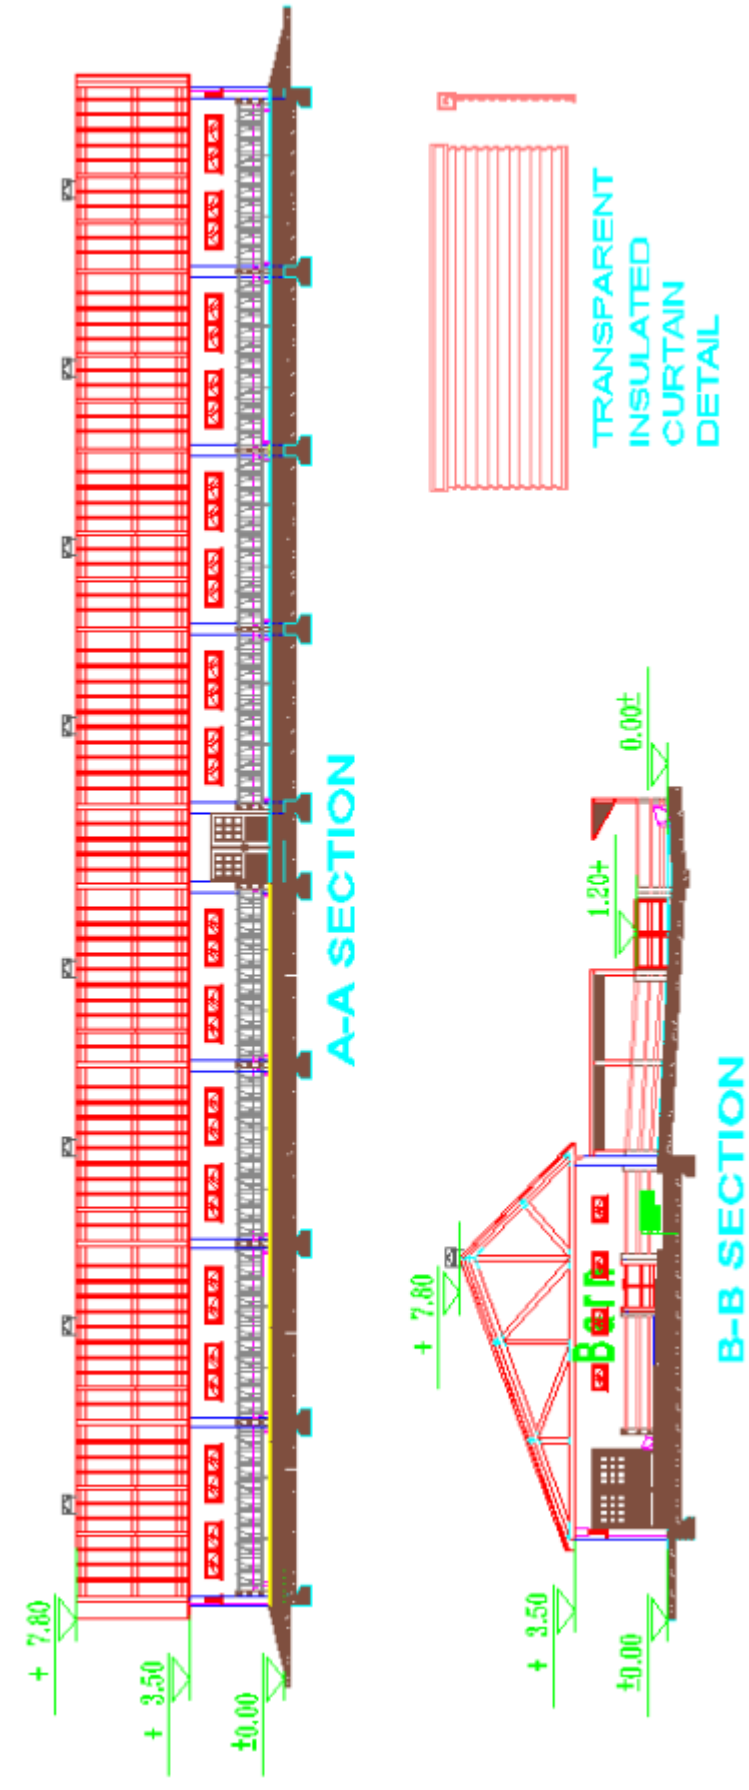 + 7.80
+ 3.50
±0.00
A-A SECTION
TRANSPARENT
INSULATED
CURTAIN
DETAIL
+ 7.80
+ 3.50
±0.00
Barn
1.20+
0.00±
B-B SECTION